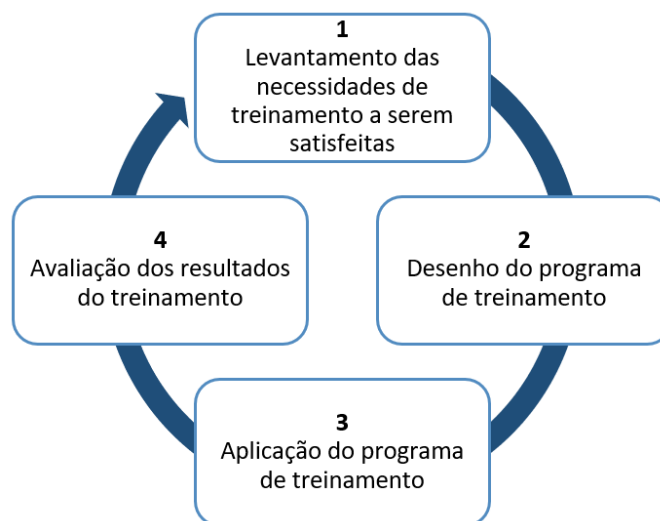 1
Levantamento das
necessidades de
treinamento a serem
satisfeitas
2
Desenho do programa
de treinamento
3
Aplicação do programa
de treinamento
4
Avaliação dos resultados
do treinamento